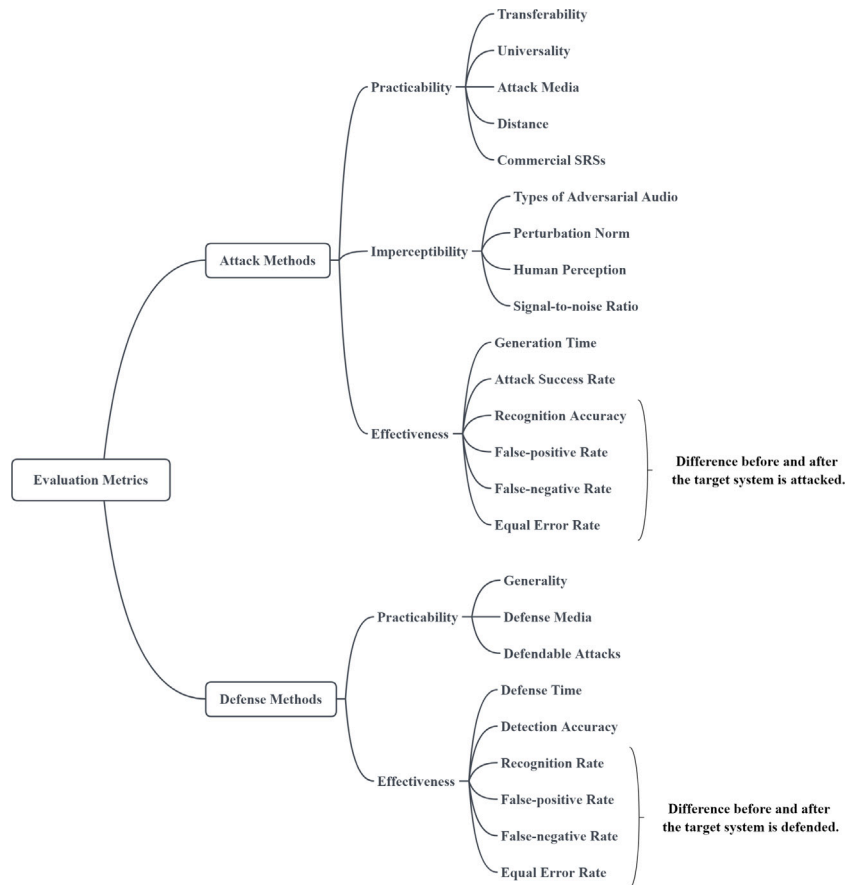 Evaluation Metrics
Attack Methods
Practicability
Transferability
Universality
Attack Media
Distance
Commercial SRSs
Imperceptibility
Types of Adversarial Audio
Perturbation Norm
Human Perception
Signal-to-noise Ratio
Effectiveness
Generation Time
Attack Success Rate
Recognition Accuracy
False-positive Rate
False-negative Rate
Equal Error Rate
Difference before and after
the target system is attacked.
Defense Methods
Practicability
Generality
Defense Media
Defendable Attacks
Effectiveness
Defense Time
Detection Accuracy
Recognition Rate
False-positive Rate
False-negative Rate
Equal Error Rate
Difference before and after
the target system is defended.